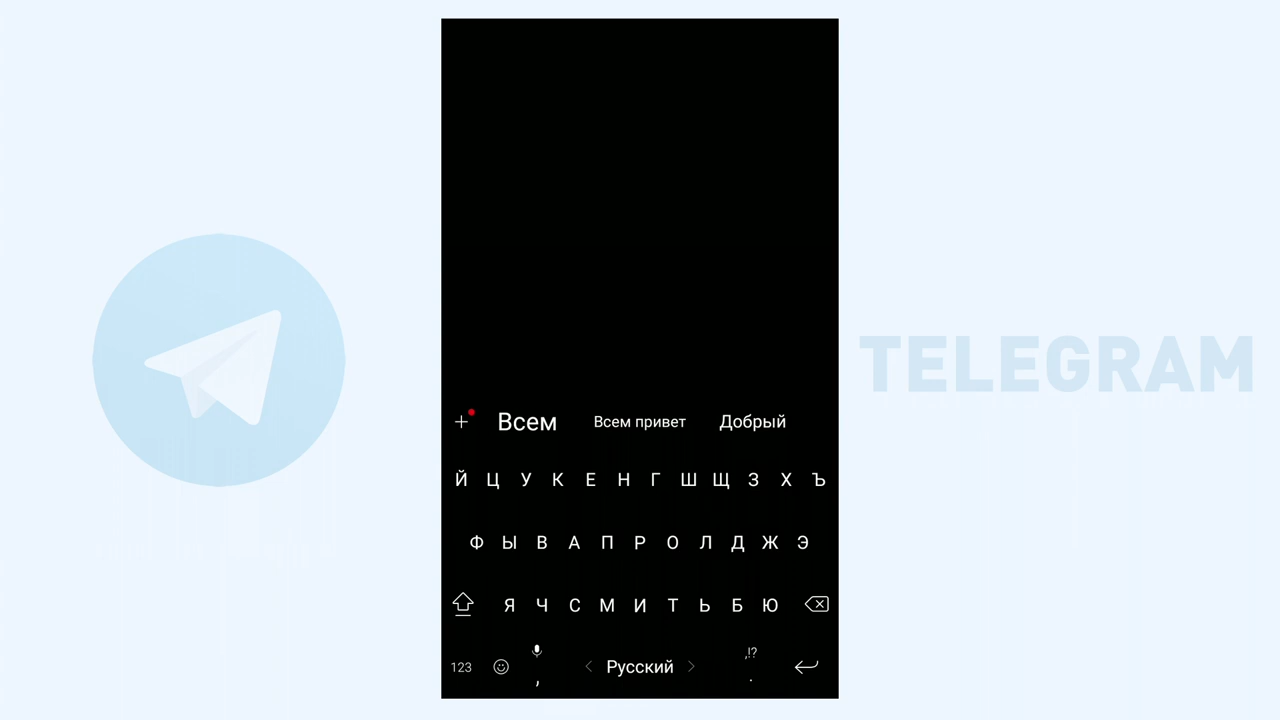 TELEGRAM
+ Всем Всем привет Добрый
Й Ц У К Е Н Г Ш Щ З Х Ъ
Ф Ы В А П Р О Л Д Ж Э
Я Ч С М И Т Ь Б Ю
,!?
123 , < Русский > .